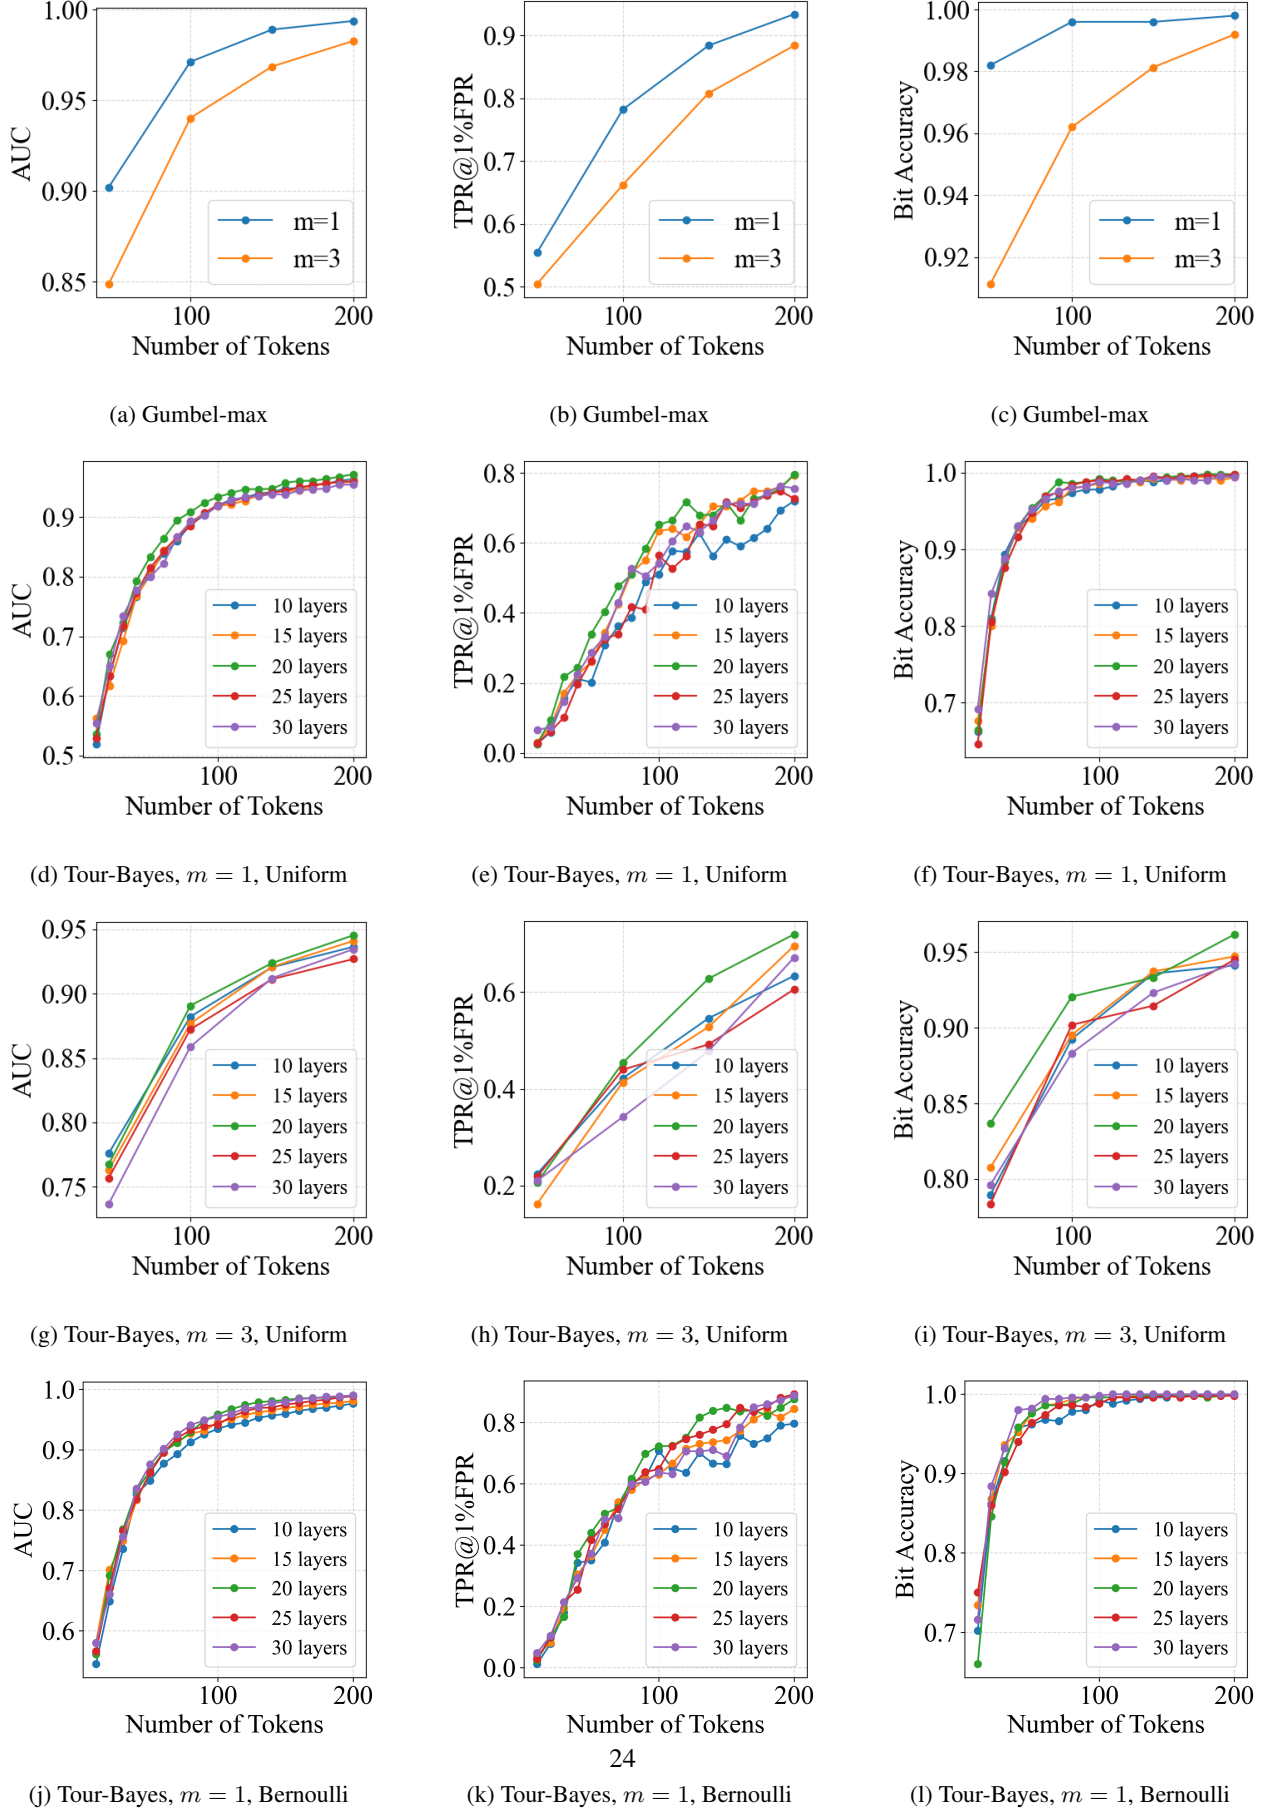 1.00
0.95
0.90
0.85
AUC
100
200
Number of Tokens
m=1
m=3
(a) Gumbel-max
0.9
0.8
0.7
0.6
0.5
TPR@1%FPR
100
200
Number of Tokens
m=1
m=3
(b) Gumbel-max
1.00
0.98
0.96
0.94
0.92
Bit Accuracy
100
200
Number of Tokens
m=1
m=3
(c) Gumbel-max
0.9
0.8
0.7
0.6
0.5
AUC
100
200
Number of Tokens
10 layers
15 layers
20 layers
25 layers
30 layers
(d) Tour-Bayes, m = 1, Uniform
0.8
0.6
0.4
0.2
0.0
TPR@1%FPR
100
200
Number of Tokens
10 layers
15 layers
20 layers
25 layers
30 layers
(e) Tour-Bayes, m = 1, Uniform
1.0
0.9
0.8
0.7
Bit Accuracy
100
200
Number of Tokens
10 layers
15 layers
20 layers
25 layers
30 layers
(f) Tour-Bayes, m = 1, Uniform
0.95
0.90
0.85
0.80
0.75
AUC
100
200
Number of Tokens
10 layers
15 layers
20 layers
25 layers
30 layers
(g) Tour-Bayes, m = 3, Uniform
0.6
0.4
0.2
TPR@1%FPR
100
200
Number of Tokens
10 layers
15 layers
20 layers
25 layers
30 layers
(h) Tour-Bayes, m = 3, Uniform
0.95
0.90
0.85
0.80
Bit Accuracy
100
200
Number of Tokens
10 layers
15 layers
20 layers
25 layers
30 layers
(i) Tour-Bayes, m = 3, Uniform
1.0
0.9
0.8
0.7
0.6
AUC
100
200
Number of Tokens
10 layers
15 layers
20 layers
25 layers
30 layers
(j) Tour-Bayes, m = 1, Bernoulli
0.8
0.6
0.4
0.2
0.0
TPR@1%FPR
100
200
Number of Tokens
10 layers
15 layers
20 layers
25 layers
30 layers
24
(k) Tour-Bayes, m = 1, Bernoulli
1.0
0.9
0.8
0.7
Bit Accuracy
100
200
Number of Tokens
10 layers
15 layers
20 layers
25 layers
30 layers
(l) Tour-Bayes, m = 1, Bernoulli